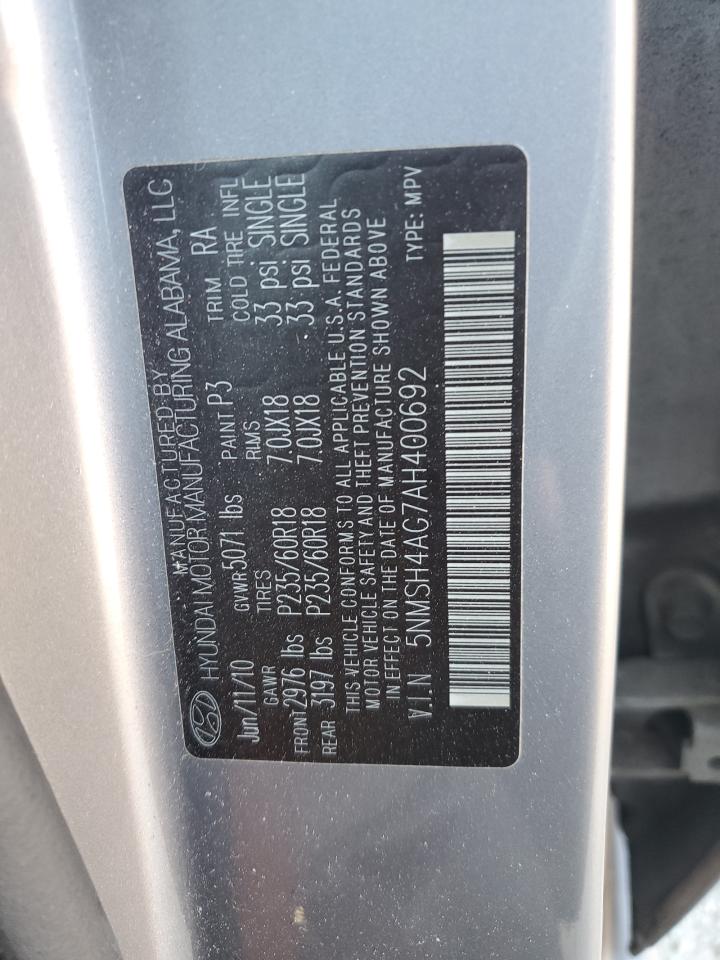 MANUFACTURED BY
HYUNDAI MOTOR MANUFACTURING ALABAMA, LLC
Jun/11/10 GVWR 5071 lbs PAINT P3 TRIM RA
GAWR TIRES RIMS COLD TIRE INFL
FRONT 2976 lbs P235/60R18 7.0JX18 33 psi SINGLE
REAR 3197 lbs P235/60R18 7.0JX18 33 psi SINGLE
THIS VEHICLE CONFORMS TO ALL APPLICABLE U.S.A. FEDERAL
MOTOR VEHICLE SAFETY AND THEFT PREVENTION STANDARDS
IN EFFECT ON THE DATE OF MANUFACTURE SHOWN ABOVE.
V.I.N 5NMSH4AG7AH400692 TYPE: MPV